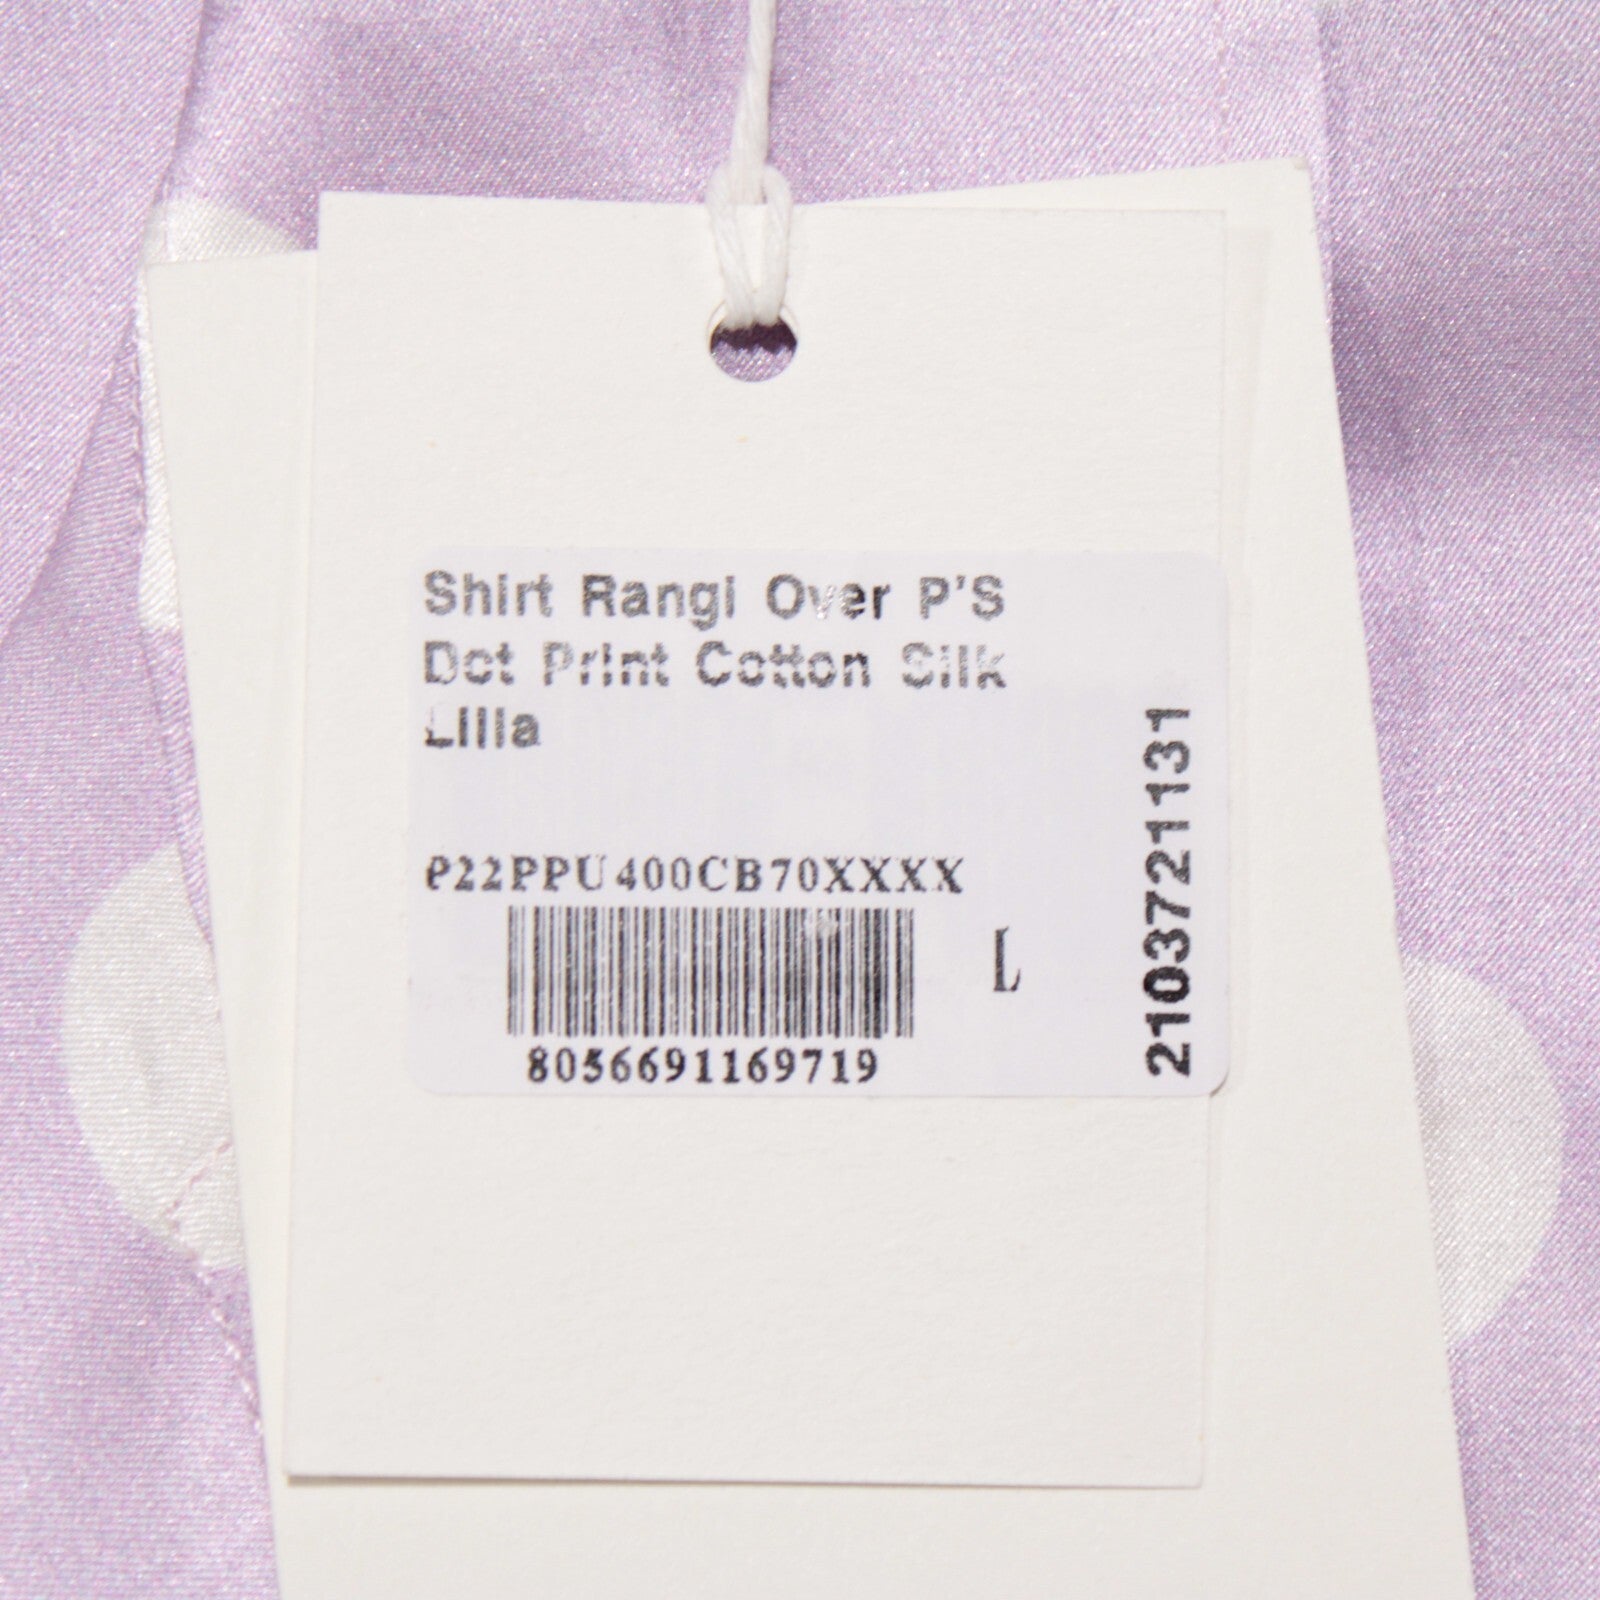 Shirt Rangi Over P'S
Dot Print Cotton Silk
Lilla
P22PPU400CB70XXXX
L
8056691169719
2103721131